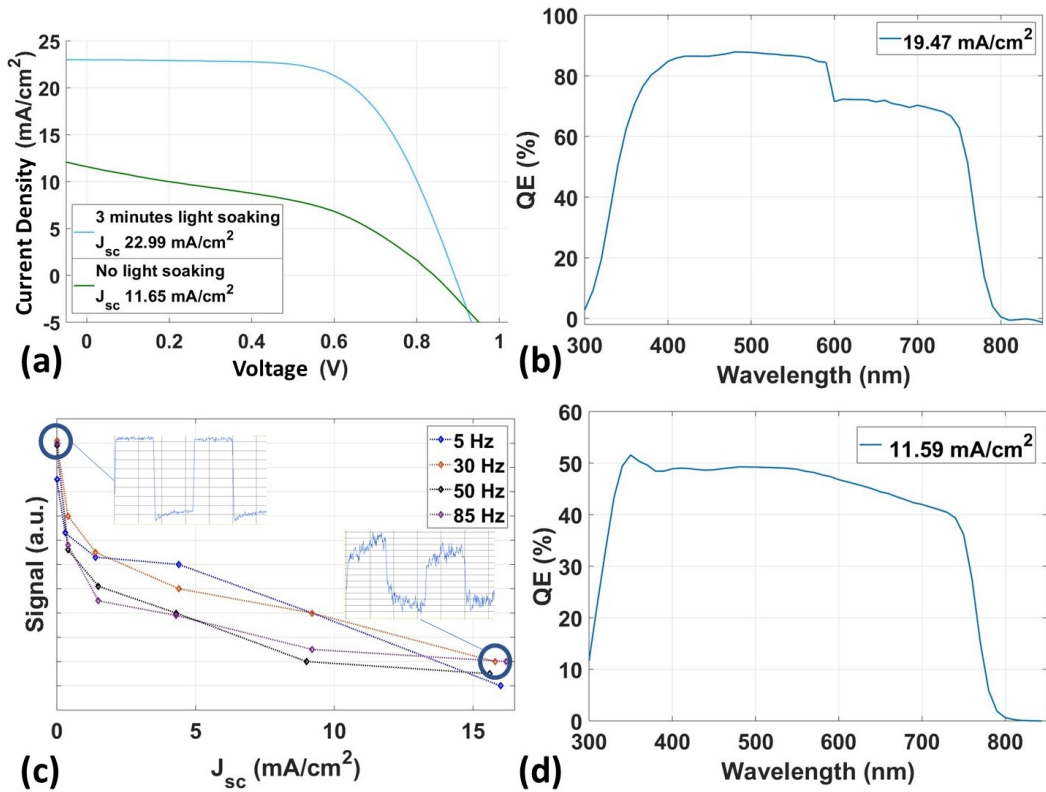 25
20
15
10
5
0
-5
0
0.2
0.4
0.6
0.8
1
Current Density (mA/cm²)
Voltage (V)
3 minutes light soaking
J_sc 22.99 mA/cm²
No light soaking
J_sc 11.65 mA/cm²
(a)
100
80
60
40
20
0
300
400
500
600
700
800
QE (%)
Wavelength (nm)
19.47 mA/cm²
(b)
Signal (a.u.)
5 Hz
30 Hz
50 Hz
85 Hz
0
5
10
15
J_sc (mA/cm²)
(c)
60
50
40
30
20
10
0
300
400
500
600
700
800
QE (%)
Wavelength (nm)
11.59 mA/cm²
(d)